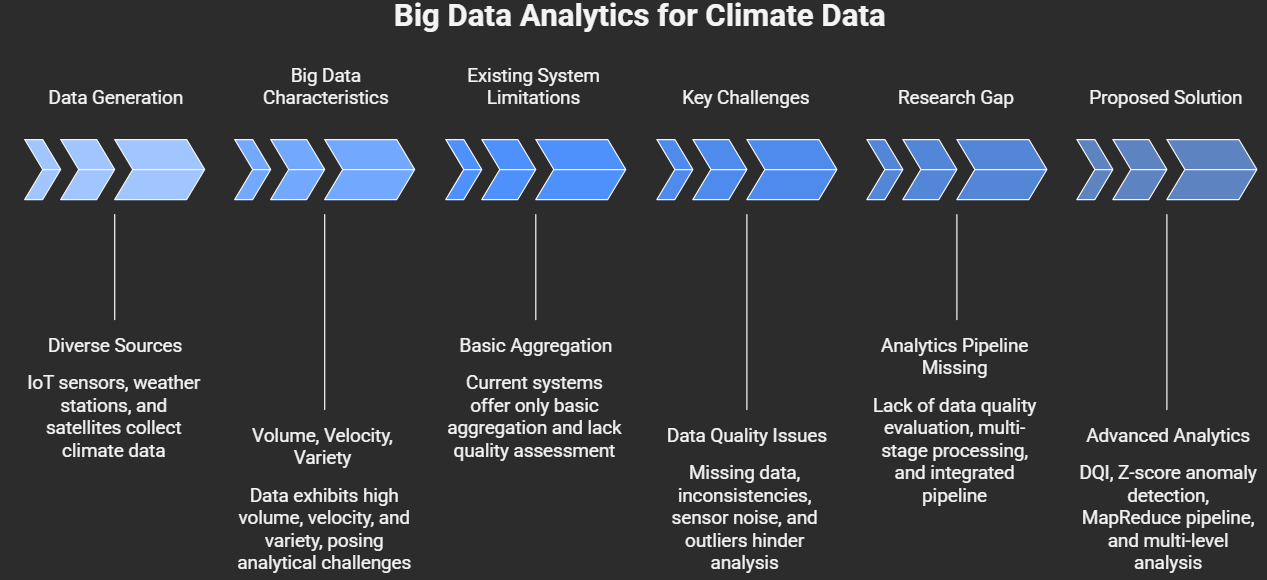 Big Data Analytics for Climate Data
Data Generation
Big Data
Characteristics
Existing System
Limitations
Key Challenges
Research Gap
Proposed Solution
Diverse Sources
IoT sensors, weather
stations, and
satellites collect
climate data
Volume, Velocity,
Variety
Data exhibits high
volume, velocity, and
variety, posing
analytical challenges
Basic Aggregation
Current systems
offer only basic
aggregation and lack
quality assessment
Data Quality Issues
Missing data,
inconsistencies,
sensor noise, and
outliers hinder
analysis
Analytics Pipeline
Missing
Lack of data quality
evaluation, multi-
stage processing,
and integrated
pipeline
Advanced Analytics
DQI, Z-score anomaly
detection,
MapReduce pipeline,
and multi-level
analysis